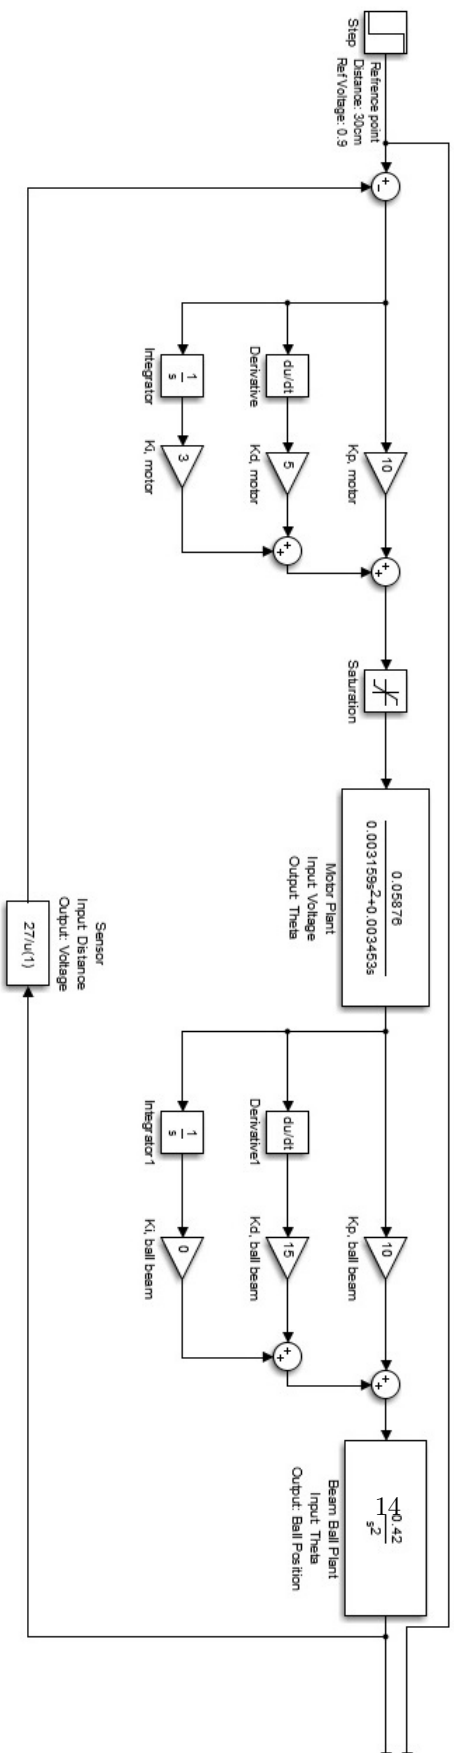 Step
Refrence point
Distance: 30cm
Ref Voltage: 0.9
+
-
10
Kp, motor
du/dt
Derivative
5
Kd, motor
1
s
Integrator
3
Ki, motor
+
+
+
+
Saturation
0.05876
0.003159s²+0.003453s
Motor Plant
Input: Voltage
Output: Theta
10
Kp, ball beam
du/dt
Derivative1
15
Kd, ball beam
1
s
Integrator1
0
Ki, ball beam
+
+
+
+
0.42
s²
Beam Ball Plant
Input: Theta
Output: Ball Position
Sensor
Input: Distance
Output: Voltage
27/u(1)
14